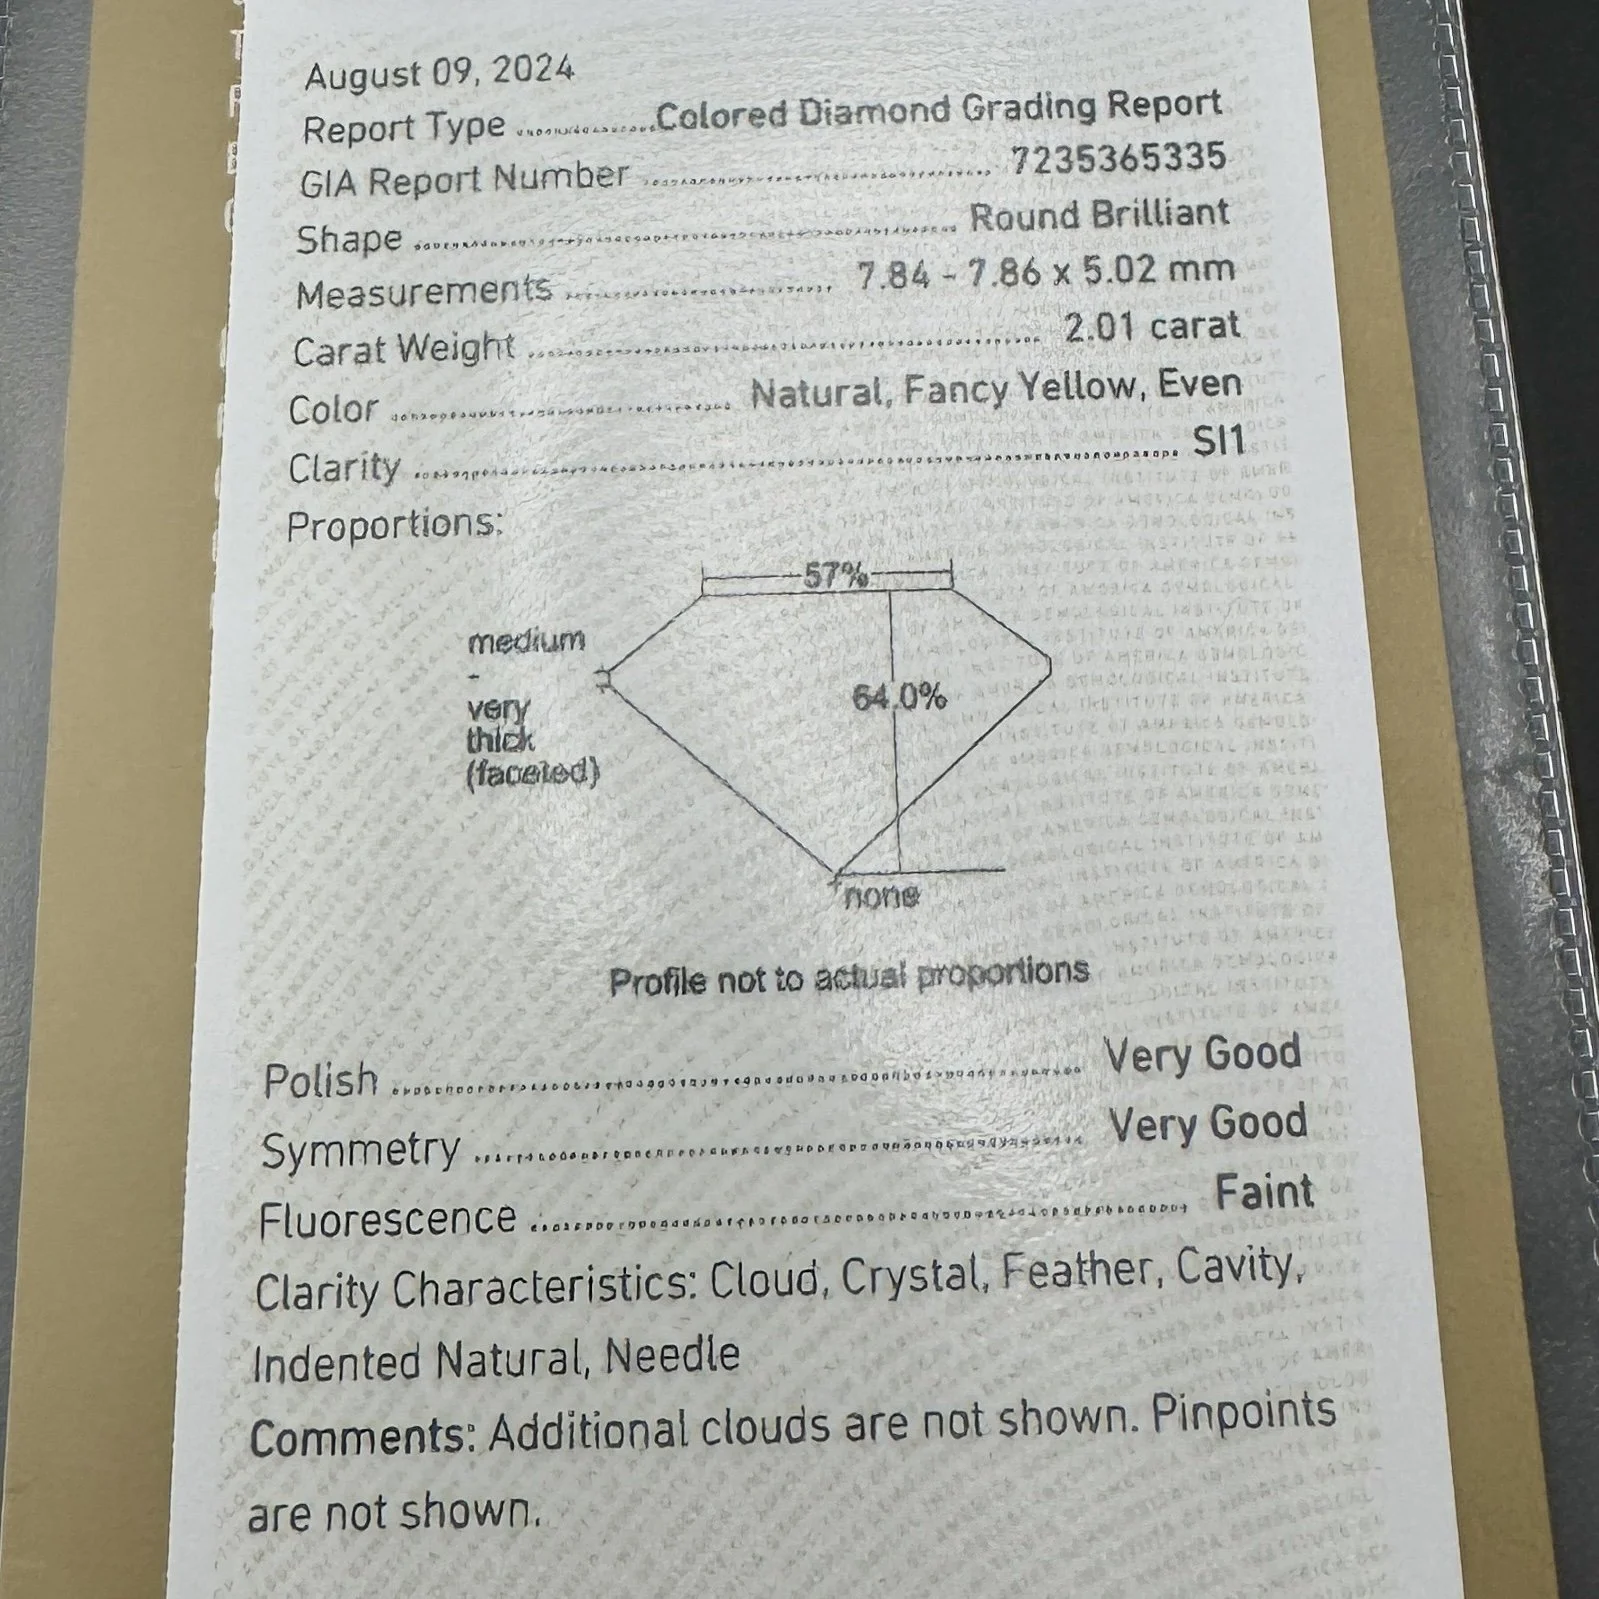 August 09, 2024
Report Type Colored Diamond Grading Report
GIA Report Number 7235365335
Shape Round Brilliant
Measurements 7.84 - 7.86 x 5.02 mm
Carat Weight 2.01 carat
Color Natural, Fancy Yellow, Even
Clarity SI1
Proportions:
57%
medium
-
very
thick
(faceted)
64.0%
none
Profile not to actual proportions
Polish Very Good
Symmetry Very Good
Fluorescence Faint
Clarity Characteristics: Cloud, Crystal, Feather, Cavity,
Indented Natural, Needle
Comments: Additional clouds are not shown. Pinpoints
are not shown.